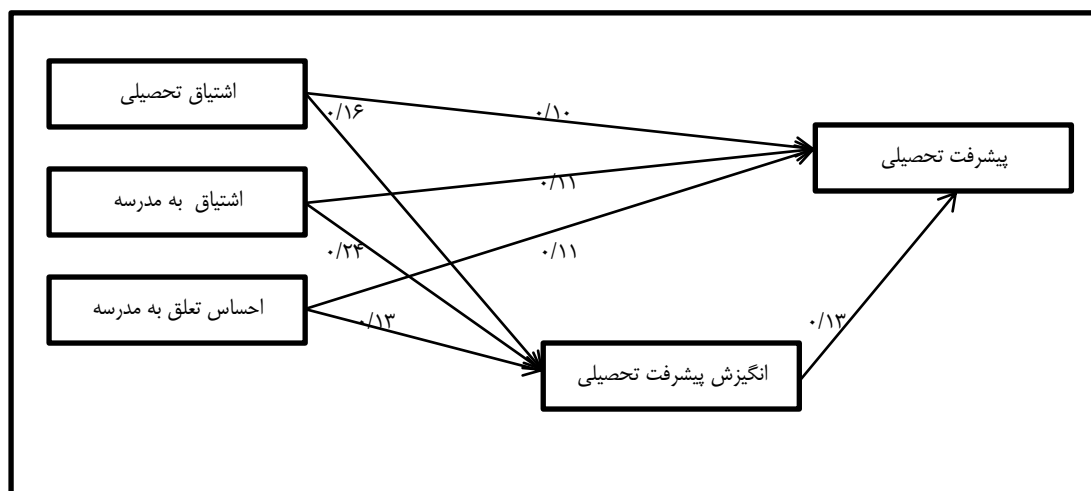 اشتیاق تحصیلی
۰/۱۶
۰/۱۰
پیشرفت تحصیلی
اشتیاق به مدرسه
۰/۱۱
۰/۲۴
۰/۱۱
احساس تعلق به مدرسه
۰/۱۳
۰/۱۳
انگیزش پیشرفت تحصیلی